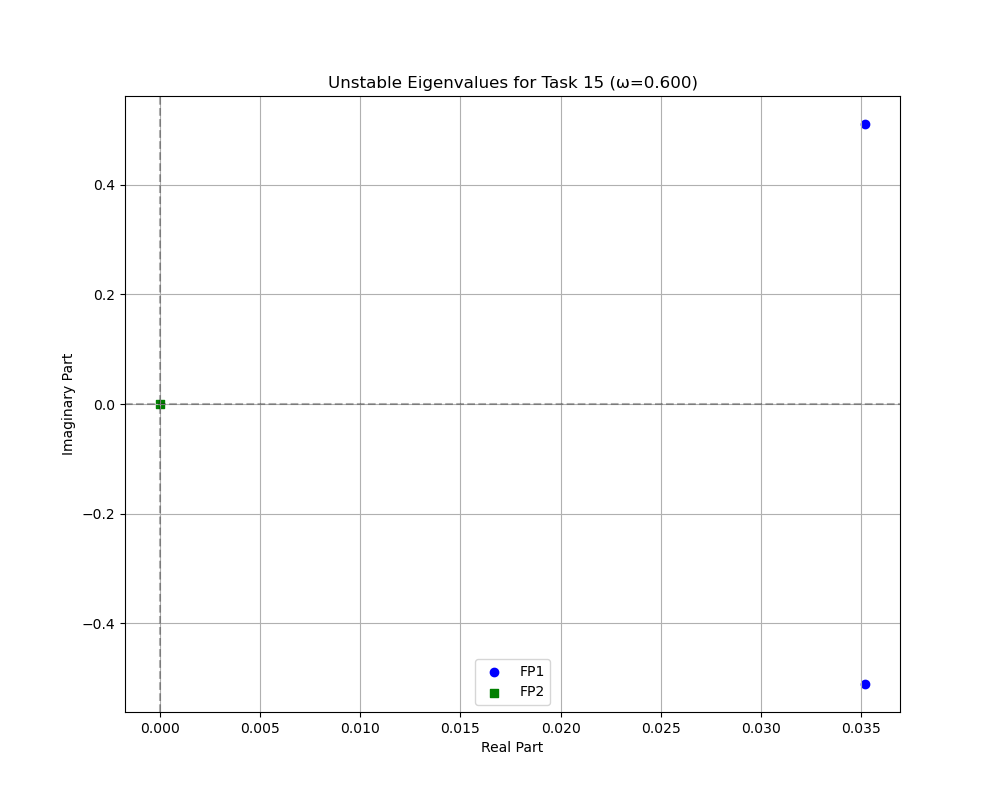 Unstable Eigenvalues for Task 15 (ω=0.600)
Imaginary Part
0.4
0.2
0.0
−0.2
−0.4
FP1
FP2
0.000 0.005 0.010 0.015 0.020 0.025 0.030 0.035
Real Part